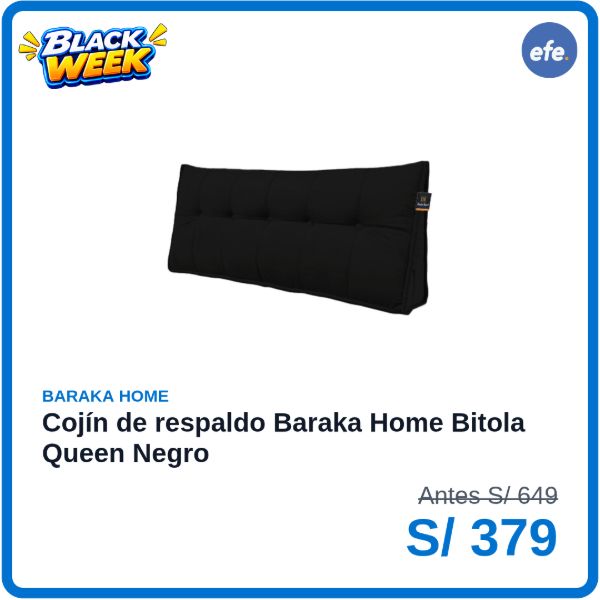 BLACK
WEEK
efe.
BARAKA HOME
Cojín de respaldo Baraka Home Bitola
Queen Negro
Antes S/ 649
S/ 379